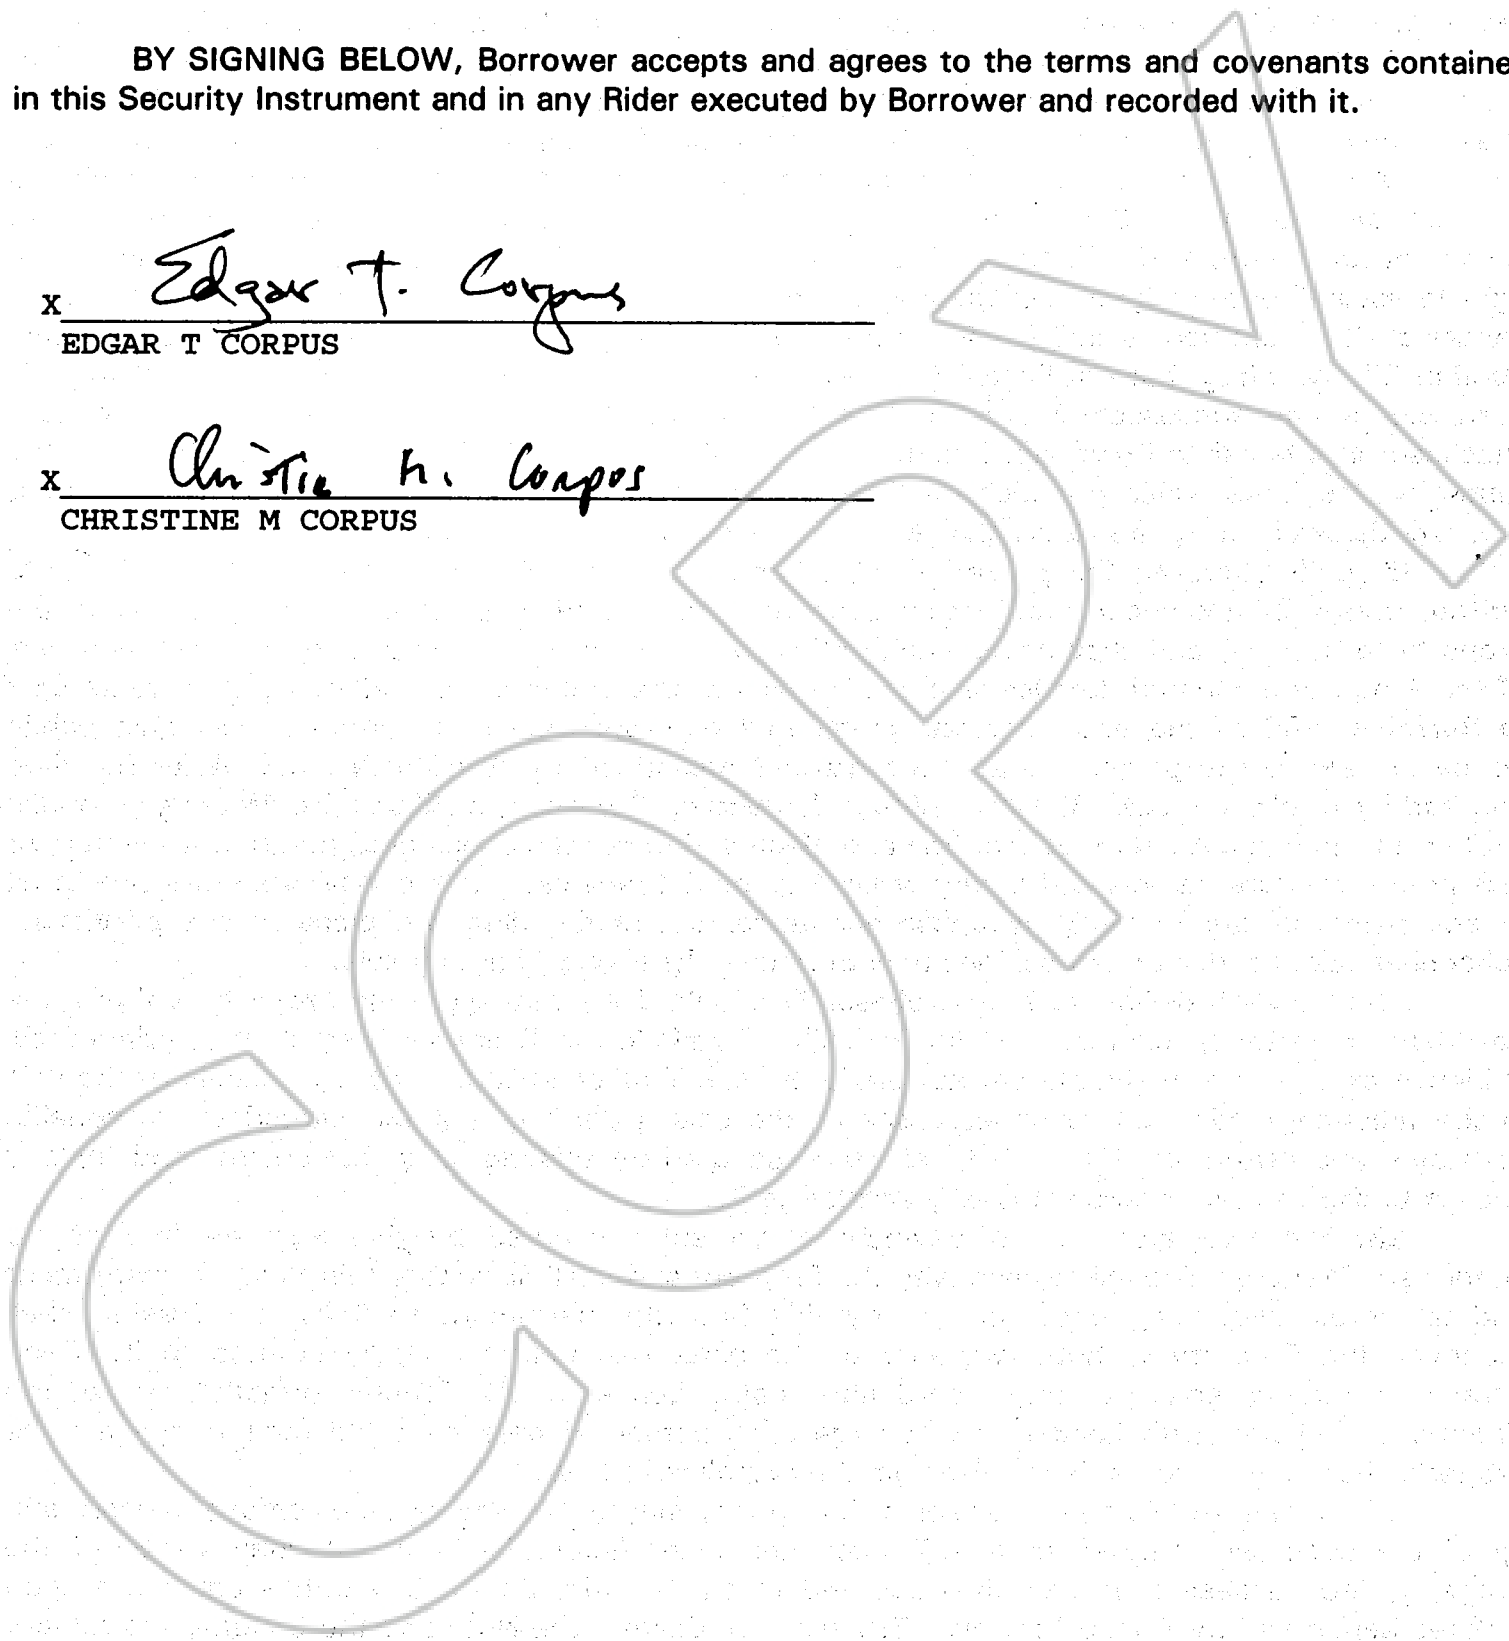 BY SIGNING BELOW, Borrower accepts and agrees to the terms and covenants containe
in this Security Instrument and in any Rider executed by Borrower and recorded with it.
x Edgar T. Corpus
EDGAR T CORPUS
x Christine M. Corpus
CHRISTINE M CORPUS
COPY